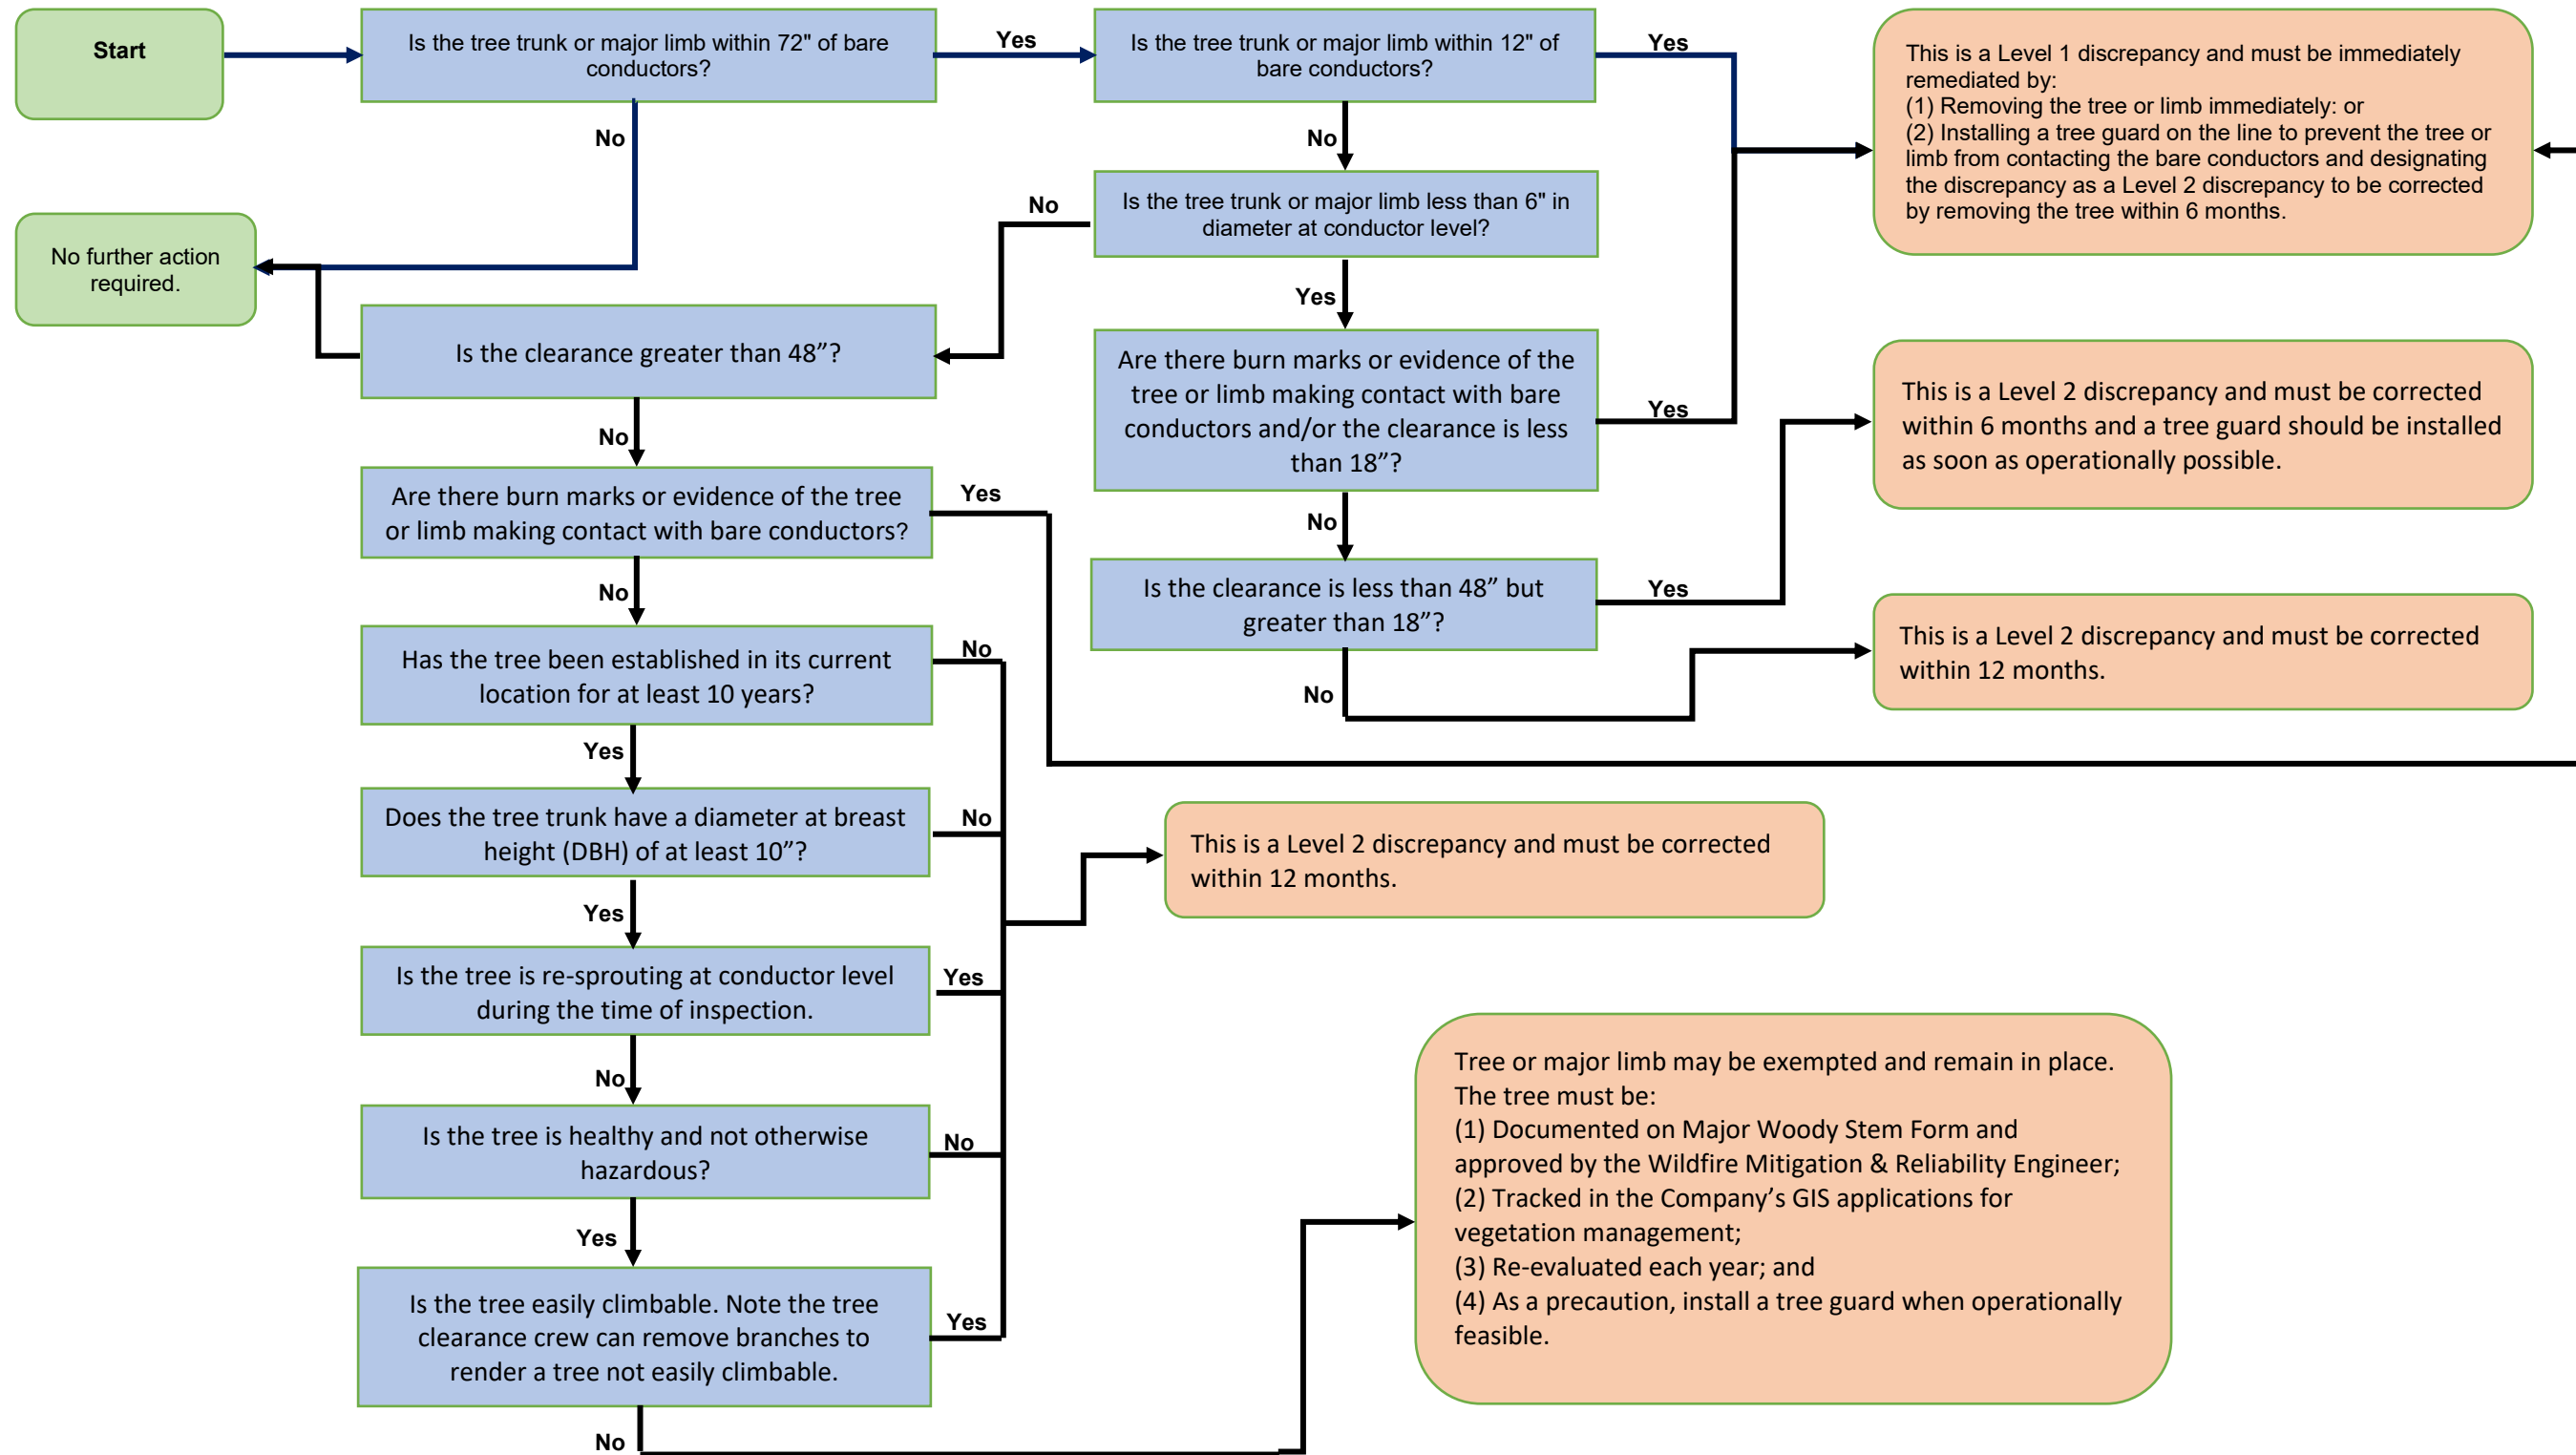 Start
Is the tree trunk or major limb within 72" of bare
conductors?
Yes
Is the tree trunk or major limb within 12" of
bare conductors?
Yes
This is a Level 1 discrepancy and must be immediately
remediated by:
(1) Removing the tree or limb immediately: or
(2) Installing a tree guard on the line to prevent the tree or
limb from contacting the bare conductors and designating
the discrepancy as a Level 2 discrepancy to be corrected
by removing the tree within 6 months.
No
No
No further action
required.
Is the tree trunk or major limb less than 6" in
diameter at conductor level?
No
Yes
Is the clearance greater than 48”?
No
Are there burn marks or evidence of the
tree or limb making contact with bare
conductors and/or the clearance is less
than 18”?
Yes
No
This is a Level 2 discrepancy and must be corrected
within 6 months and a tree guard should be installed
as soon as operationally possible.
Are there burn marks or evidence of the tree
or limb making contact with bare conductors?
Yes
No
Is the clearance is less than 48” but
greater than 18”?
Yes
No
This is a Level 2 discrepancy and must be corrected
within 12 months.
Has the tree been established in its current
location for at least 10 years?
No
Yes
Does the tree trunk have a diameter at breast
height (DBH) of at least 10”?
No
Yes
This is a Level 2 discrepancy and must be corrected
within 12 months.
Is the tree is re-sprouting at conductor level
during the time of inspection.
Yes
No
Is the tree is healthy and not otherwise
hazardous?
No
Yes
Is the tree easily climbable. Note the tree
clearance crew can remove branches to
render a tree not easily climbable.
Yes
No
Tree or major limb may be exempted and remain in place.
The tree must be:
(1) Documented on Major Woody Stem Form and
approved by the Wildfire Mitigation & Reliability Engineer;
(2) Tracked in the Company’s GIS applications for
vegetation management;
(3) Re-evaluated each year; and
(4) As a precaution, install a tree guard when operationally
feasible.